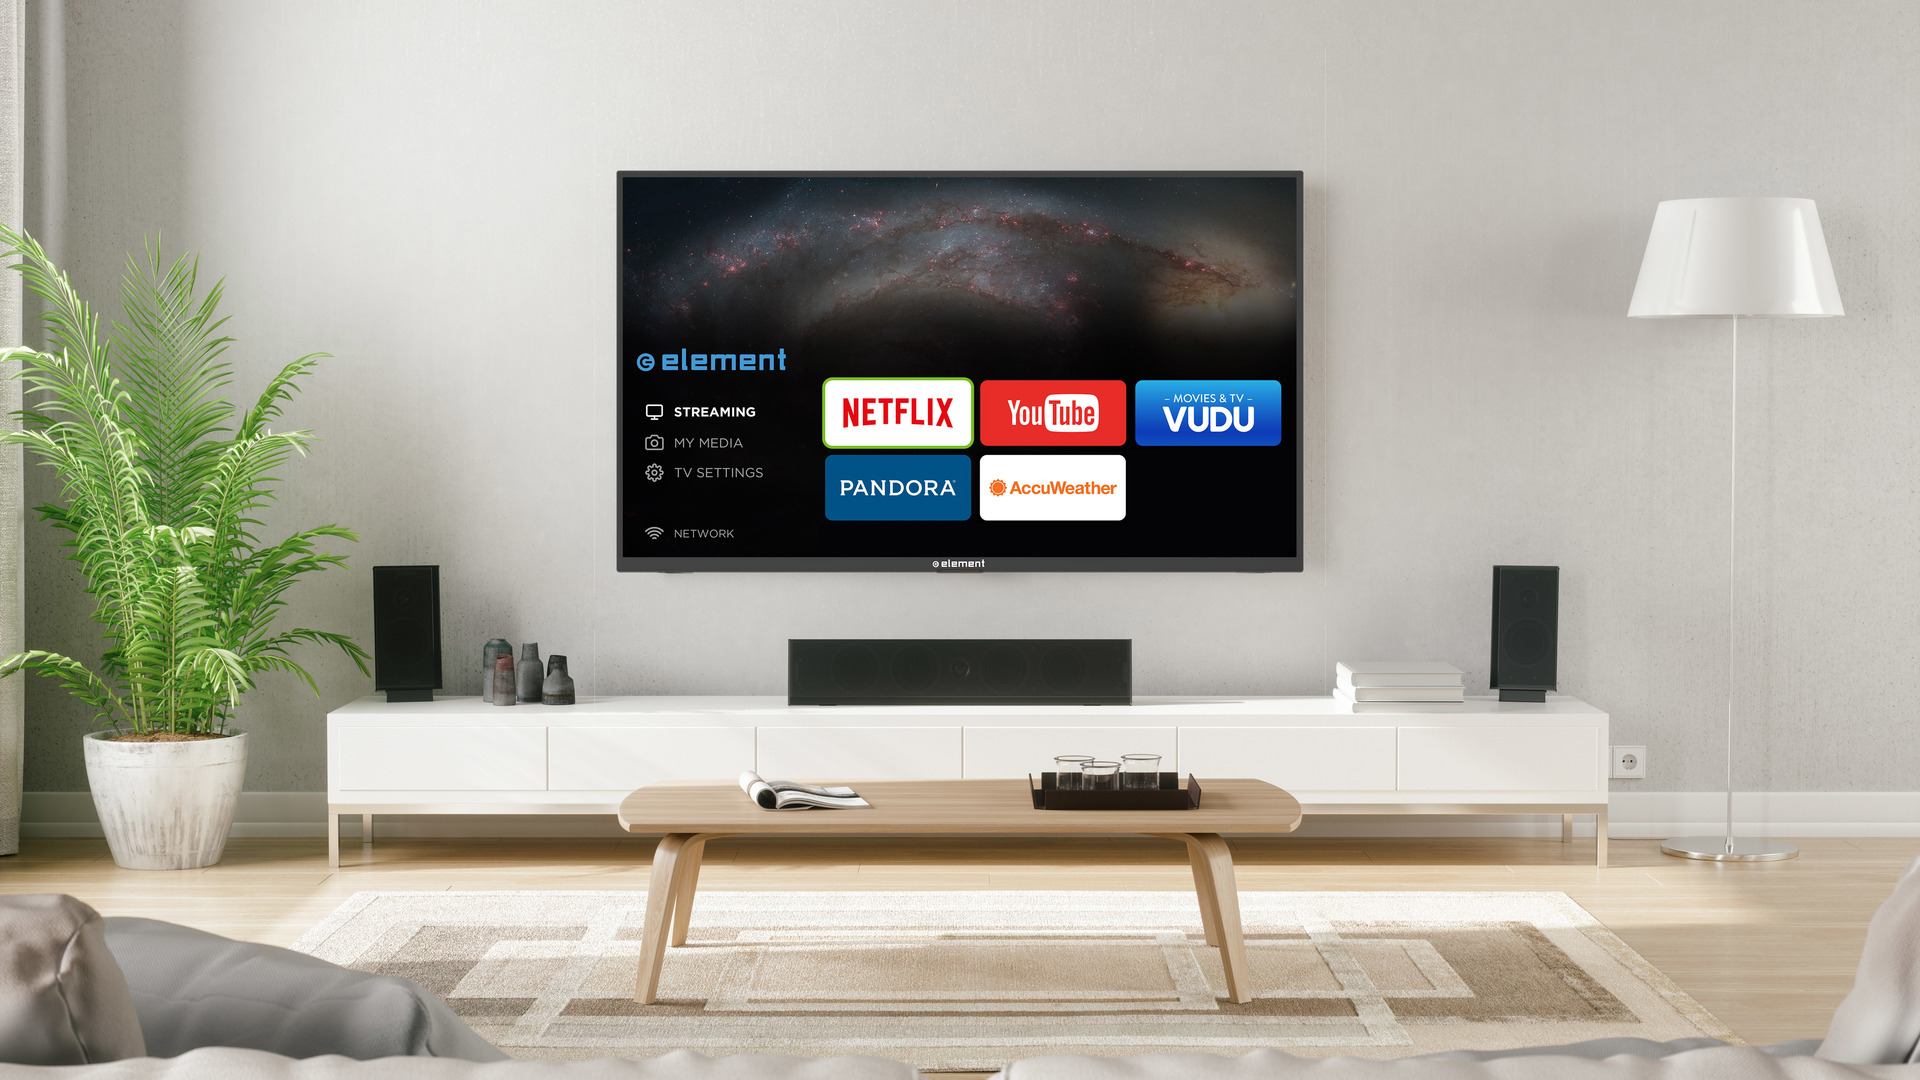 element
STREAMING
MY MEDIA
TV SETTINGS
NETWORK
NETFLIX
YouTube
– MOVIES & TV –
VUDU
PANDORA
AccuWeather
element